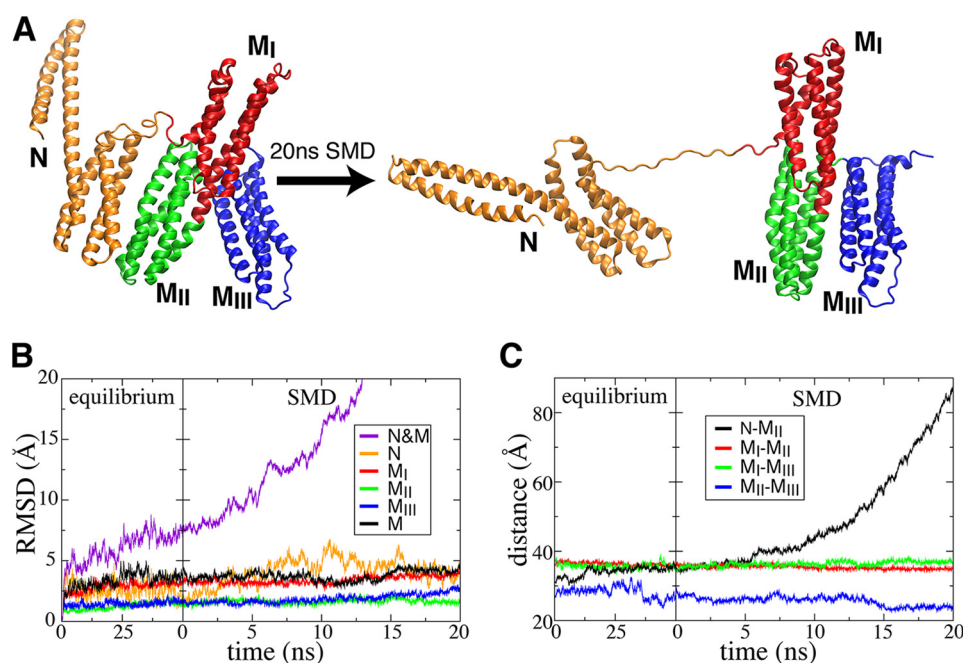 A
N
MI
MII
MIII
20ns SMD
N
MI
MII
MIII
B
RMSD (Å)
20
15
10
5
0
equilibrium
SMD
N&M
N
MI
MII
MIII
M
0 25 0 5 10 15 20
time (ns)
C
distance (Å)
80
60
40
20
equilibrium
SMD
N-MII
MI-MII
MI-MIII
MII-MIII
0 25 0 5 10 15 20
time (ns)